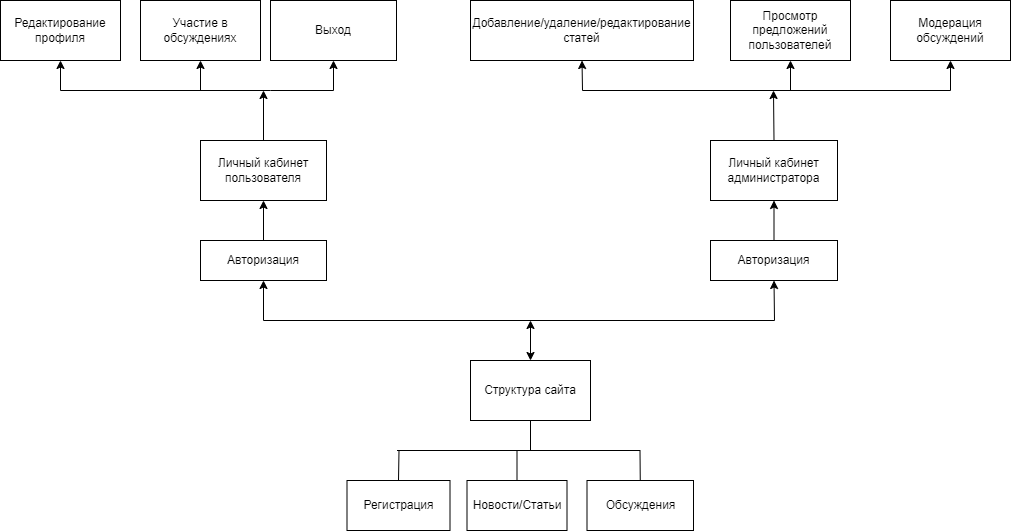 Редактирование
профиля
Участие в
обсуждениях
Выход
Добавление/удаление/редактирование
статей
Просмотр
предложений
пользователей
Модерация
обсуждений
Личный кабинет
пользователя
Личный кабинет
администратора
Авторизация
Авторизация
Структура сайта
Регистрация
Новости/Статьи
Обсуждения